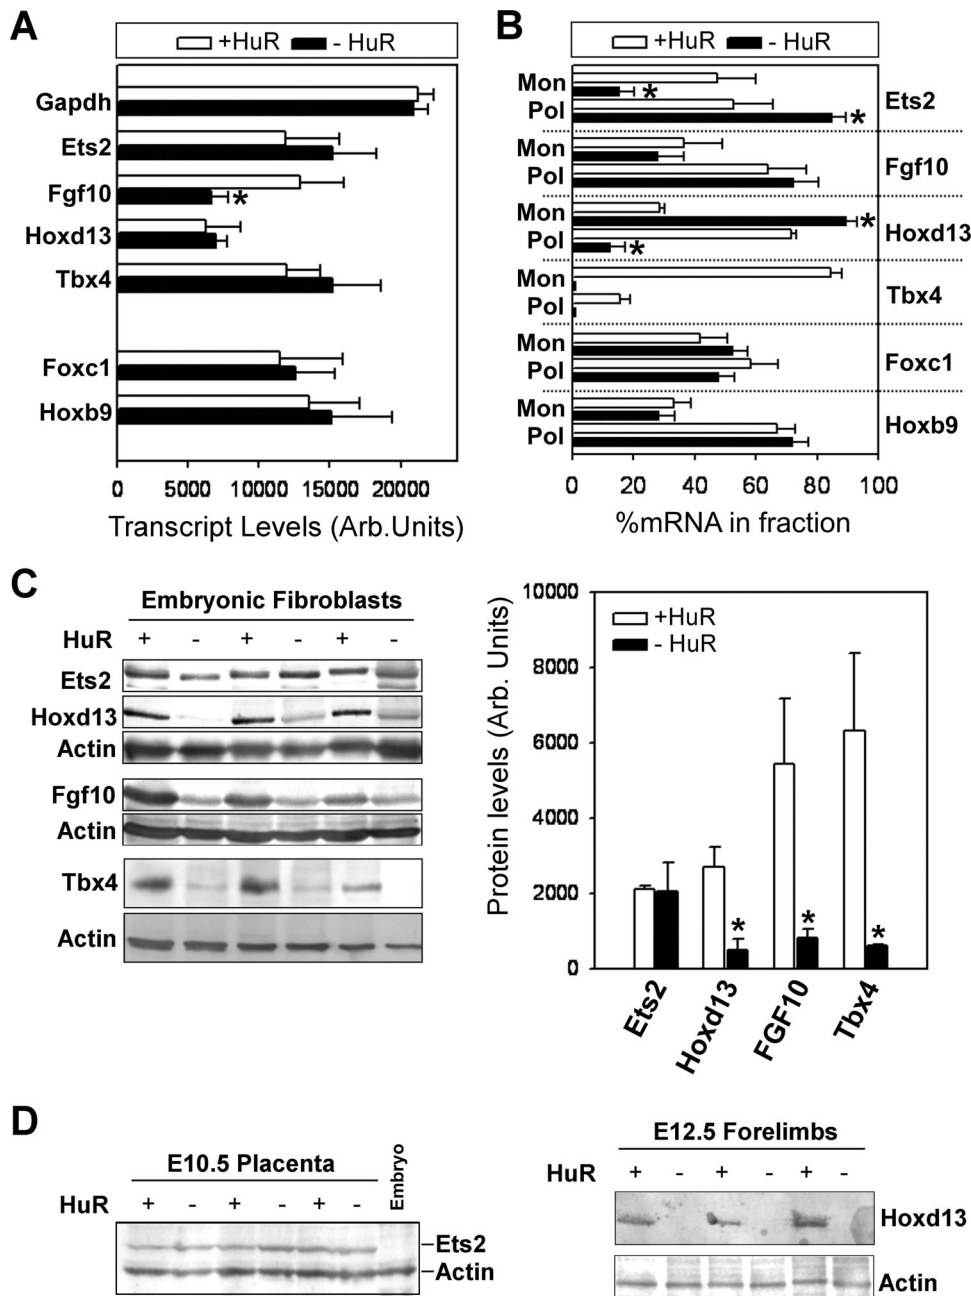 A
+HuR - HuR
Gapdh
Ets2
Fgf10
*
Hoxd13
Tbx4
Foxc1
Hoxb9
0 5000 10000 15000 20000
Transcript Levels (Arb.Units)
B
+HuR - HuR
Mon
*
Pol
*
Ets2
Mon
Pol
Fgf10
Mon
*
Pol
*
Hoxd13
Mon
Pol
Tbx4
Mon
Pol
Foxc1
Mon
Pol
Hoxb9
0 20 40 60 80 100
%mRNA in fraction
C
Embryonic Fibroblasts
HuR + - + - + -
Ets2
Hoxd13
Actin
Fgf10
Actin
Tbx4
Actin
Protein levels (Arb. Units)
10000
8000
6000
4000
2000
0
+HuR
- HuR
* * *
Ets2 Hoxd13 FGF10 Tbx4
D
E10.5 Placenta
Embryo
HuR + - + - + -
Ets2
Actin
E12.5 Forelimbs
HuR + - + - + -
Hoxd13
Actin